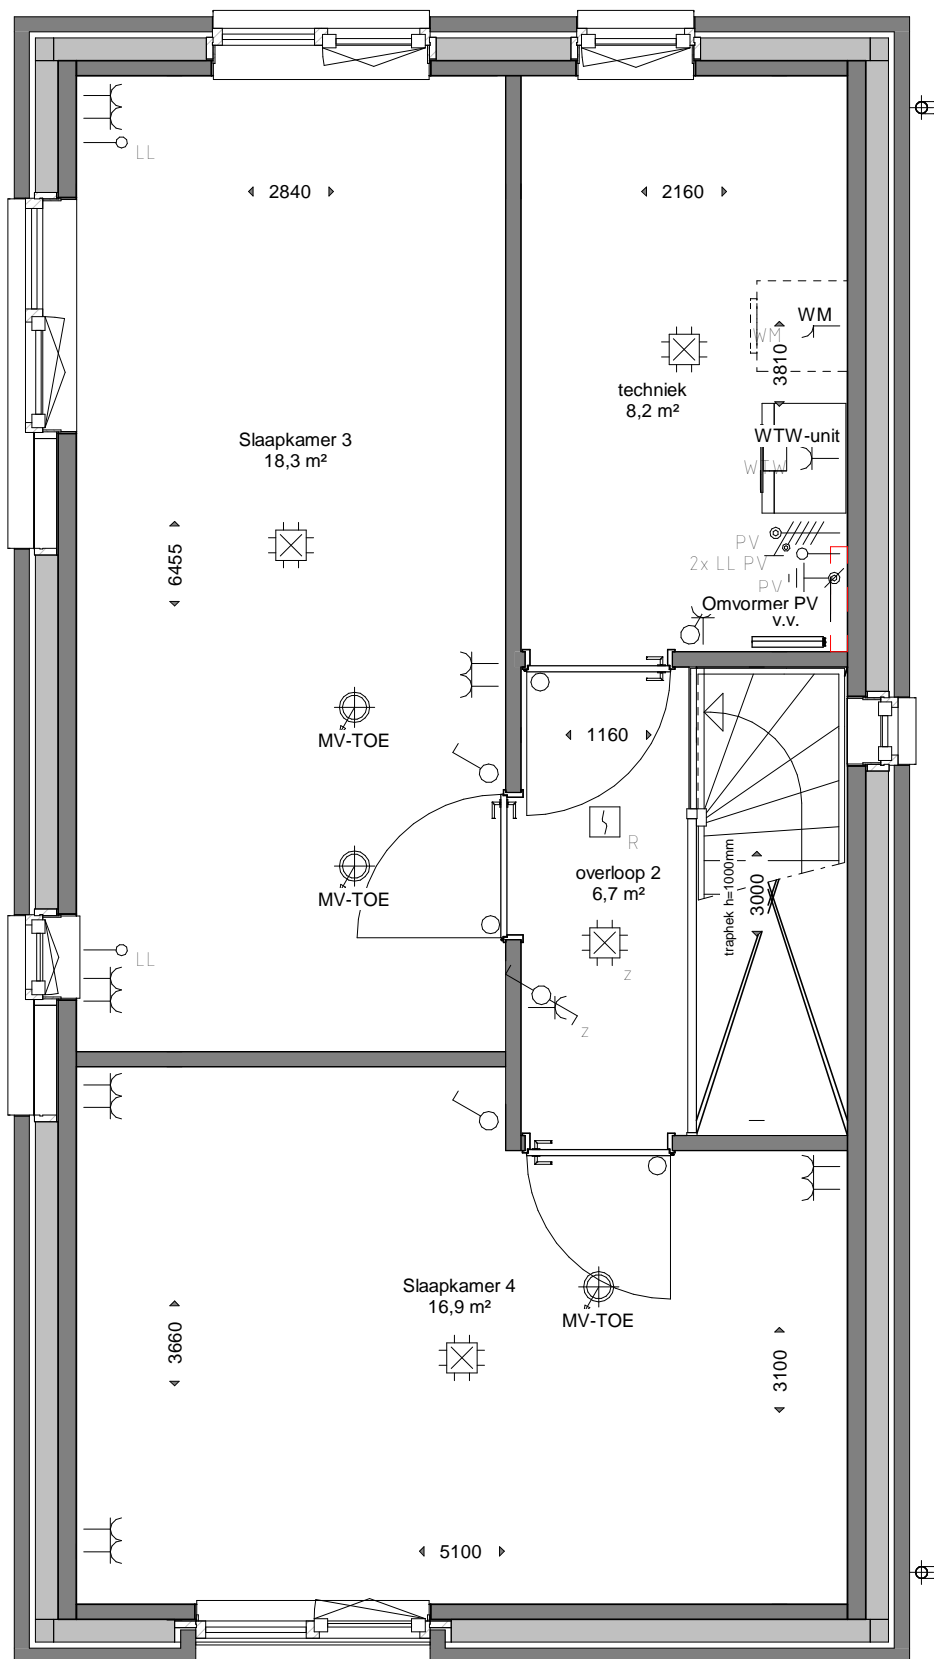 LL
2840
2160
WM
WM
3810
techniek
8,2 m²
Slaapkamer 3
18,3 m²
WTW-unit
WTW
6455
PV
2x LL PV
PV
Omvormer PV
v.v.
MV-TOE
1160
R
MV-TOE
overloop 2
6,7 m²
traphek h=1000mm
3000
LL
z
z
Slaapkamer 4
16,9 m²
MV-TOE
3660
3100
5100